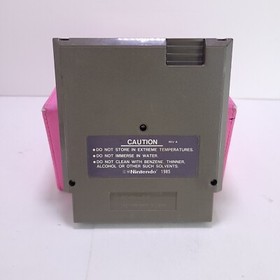 CAUTION
• DO NOT STORE IN EXTREME TEMPERATURES.
• DO NOT IMMERSE IN WATER.
• DO NOT CLEAN WITH BENZENE, THINNER,
ALCOHOL OR OTHER SUCH SOLVENTS.
Nintendo 1985